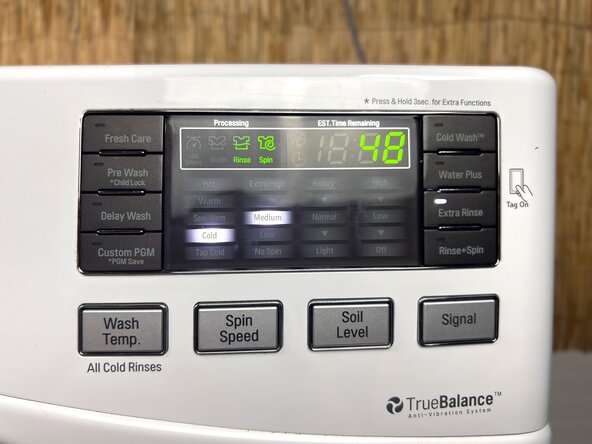 * Press & Hold 3sec. for Extra Functions
Processing
EST.Time Remaining
Wash
Rinse
Spin
18:48
Fresh Care
Pre Wash
*Child Lock
Delay Wash
Custom PGM
*PGM Save
Hot
Warm
Semi Warm
Cold
Tap Cold
Extra High
High
Medium
Low
No Spin
Heavy
Normal
Light
High
Low
Off
Cold Wash™
Water Plus
Extra Rinse
Rinse+Spin
Tag On
Wash
Temp.
Spin
Speed
Soil
Level
Signal
All Cold Rinses
TrueBalance™
Anti-Vibration System